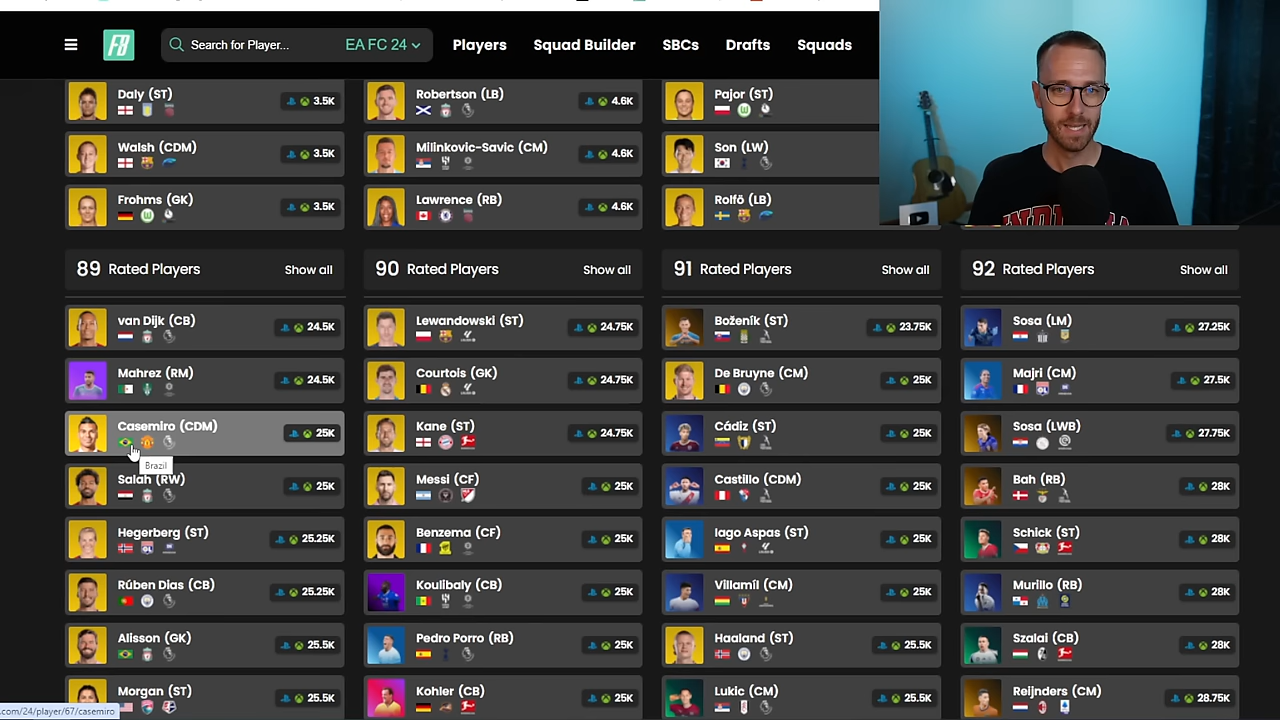 FB
Search for Player...
EA FC 24
Players
Squad Builder
SBCs
Drafts
Squads
Daly (ST)
3.5K
Robertson (LB)
4.6K
Pajor (ST)
Walsh (CDM)
3.5K
Milinkovic-Savic (CM)
4.6K
Son (LW)
Frohms (GK)
3.5K
Lawrence (RB)
4.6K
Rolfö (LB)
89 Rated Players
Show all
90 Rated Players
Show all
91 Rated Players
Show all
92 Rated Players
Show all
van Dijk (CB)
24.5K
Lewandowski (ST)
24.75K
Boženík (ST)
23.75K
Sosa (LM)
27.25K
Mahrez (RM)
24.5K
Courtois (GK)
24.75K
De Bruyne (CM)
25K
Majri (CM)
27.5K
Casemiro (CDM)
25K
Kane (ST)
24.75K
Cádiz (ST)
25K
Sosa (LWB)
27.75K
Brazil
Salah (RW)
25K
Messi (CF)
25K
Castillo (CDM)
25K
Bah (RB)
28K
Hegerberg (ST)
25.25K
Benzema (CF)
25K
Iago Aspas (ST)
25K
Schick (ST)
28K
Rúben Dias (CB)
25.25K
Koulibaly (CB)
25K
Villamíl (CM)
25K
Murillo (RB)
28K
Alisson (GK)
25.5K
Pedro Porro (RB)
25K
Haaland (ST)
25.5K
Szalai (CB)
28K
Morgan (ST)
25.5K
Kohler (CB)
25K
Lukic (CM)
25.5K
Reijnders (CM)
28.75K
.com/24/player/67/casemiro